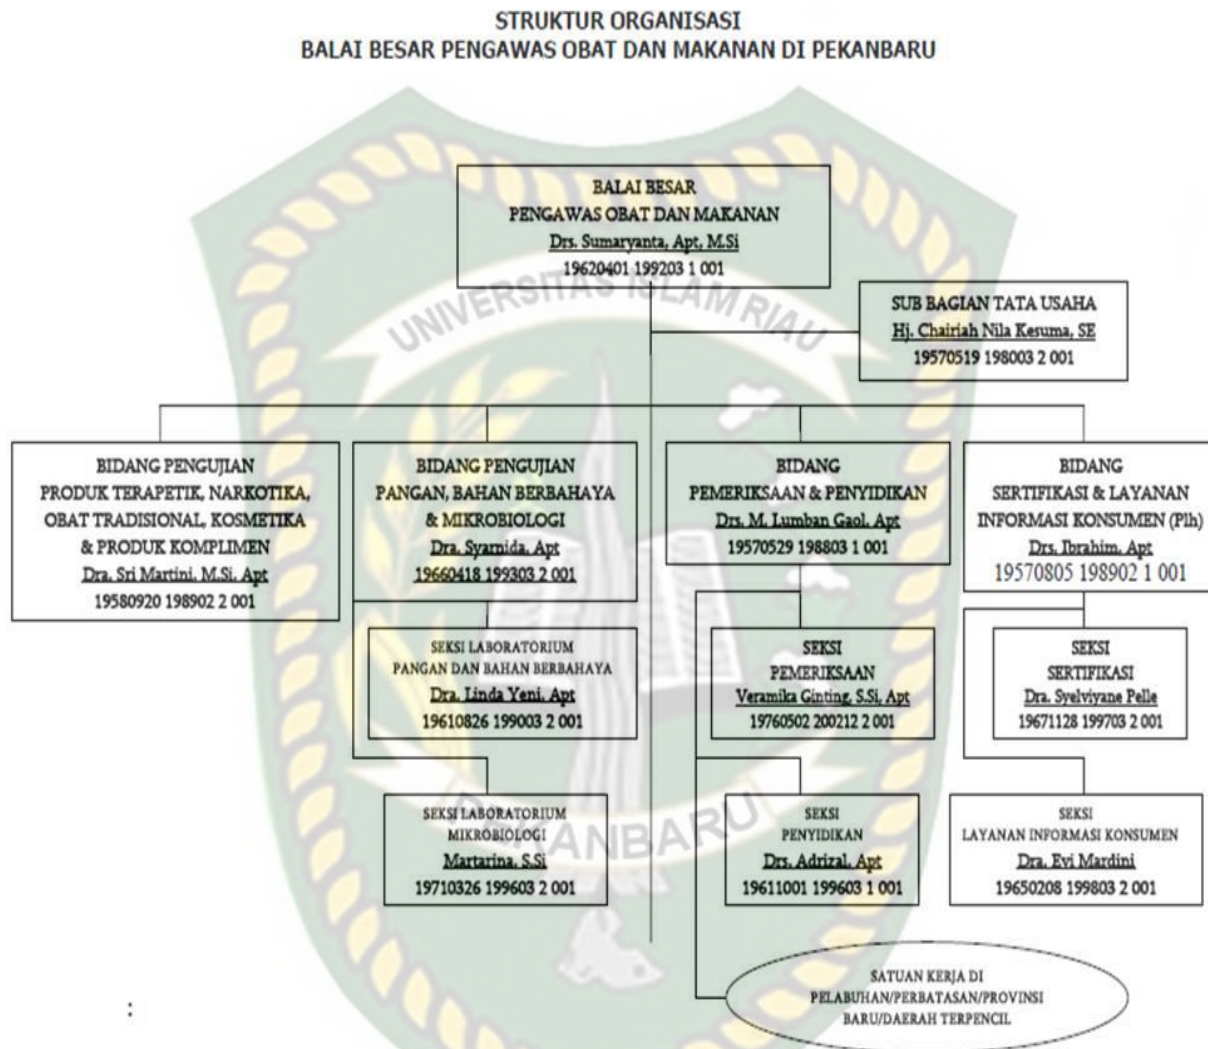 STRUKTUR ORGANISASI
BALAI BESAR PENGAWAS OBAT DAN MAKANAN DI PEKANBARU
BALAI BESAR
PENGAWAS OBAT DAN MAKANAN
Drs. Sumaryanta, Apt, M.Si
19620401 199203 1 001
UNIVERSITAS ISLAM RIAU
SUB BAGIAN TATA USAHA
Hj. Chairiah Nila Kesuma, SE
19570519 198003 2 001
BIDANG PENGUJIAN
PRODUK TERAPETIK, NARKOTIKA,
OBAT TRADISIONAL, KOSMETIKA
& PRODUK KOMPLIMEN
Dra. Sri Martini, M.Si, Apt
19580920 198902 2 001
BIDANG PENGUJIAN
PANGAN, BAHAN BERBAHAYA
& MIKROBIOLOGI
Dra. Syarnida, Apt
19660418 199303 2 001
BIDANG
PEMERIKSAAN & PENYIDIKAN
Drs. M. Lumban Gaol, Apt
19570529 198803 1 001
BIDANG
SERTIFIKASI & LAYANAN
INFORMASI KONSUMEN (Plh)
Drs. Ibrahim, Apt
19570805 198902 1 001
SEKSI LABORATORIUM
PANGAN DAN BAHAN BERBAHAYA
Dra. Linda Yeni, Apt
19610826 199003 2 001
SEKSI
PEMERIKSAAN
Veramika Ginting, S.Si, Apt
19760502 200212 2 001
SEKSI
SERTIFIKASI
Dra. Syelviyane Pelle
19671128 199703 2 001
SEKSI LABORATORIUM
MIKROBIOLOGI
Martarina, S.Si
19710326 199603 2 001
SEKSI
PENYIDIKAN
Drs. Adrizal, Apt
19611001 199603 1 001
SEKSI
LAYANAN INFORMASI KONSUMEN
Dra. Evi Mardini
19650208 199803 2 001
PEKANBARU
SATUAN KERJA DI
PELABUHAN/PERBATASAN/PROVINSI
BARU/DAERAH TERPENCIL
: